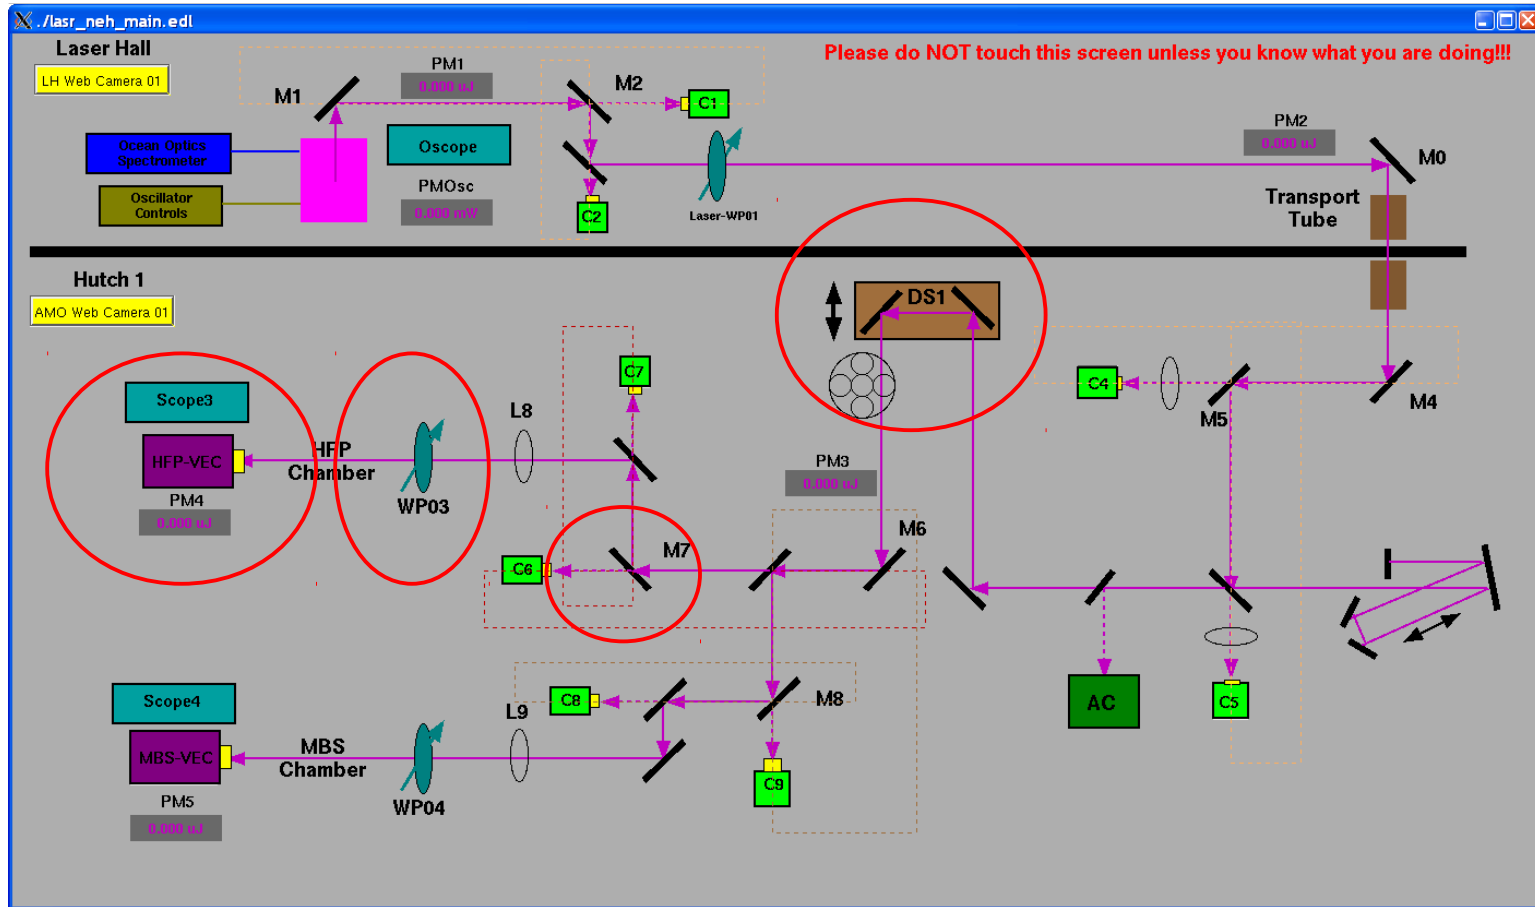 ./lasr_neh_main.edl
Laser Hall
Please do NOT touch this screen unless you know what you are doing!!!
LH Web Camera 01
PM1
0.000 uJ
M1
M2
C1
Ocean Optics
Spectrometer
Oscope
PM2
0.000 uJ
M0
Oscillator
Controls
PMOsc
0.000 mW
C2
Laser-WP01
Transport
Tube
Hutch 1
AMO Web Camera 01
DS1
C7
C4
M5
M4
Scope3
L8
HFP-VEC
HFP
Chamber
WP03
PM4
0.000 uJ
PM3
0.000 uJ
M6
M7
C6
Scope4
C8
L9
M8
AC
C5
MBS-VEC
MBS
Chamber
WP04
C9
PM5
0.000 uJ